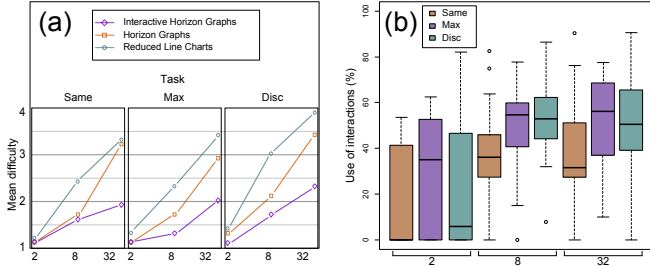 (a)
Interactive Horizon Graphs
Horizon Graphs
Reduced Line Charts
Task
Same Max Disc
Mean difficulty
4
3
2
1
2 8 32 2 8 32 2 8 32
(b)
Same
Max
Disc
Use of interactions (%)
100
80
60
40
20
0
2 8 32